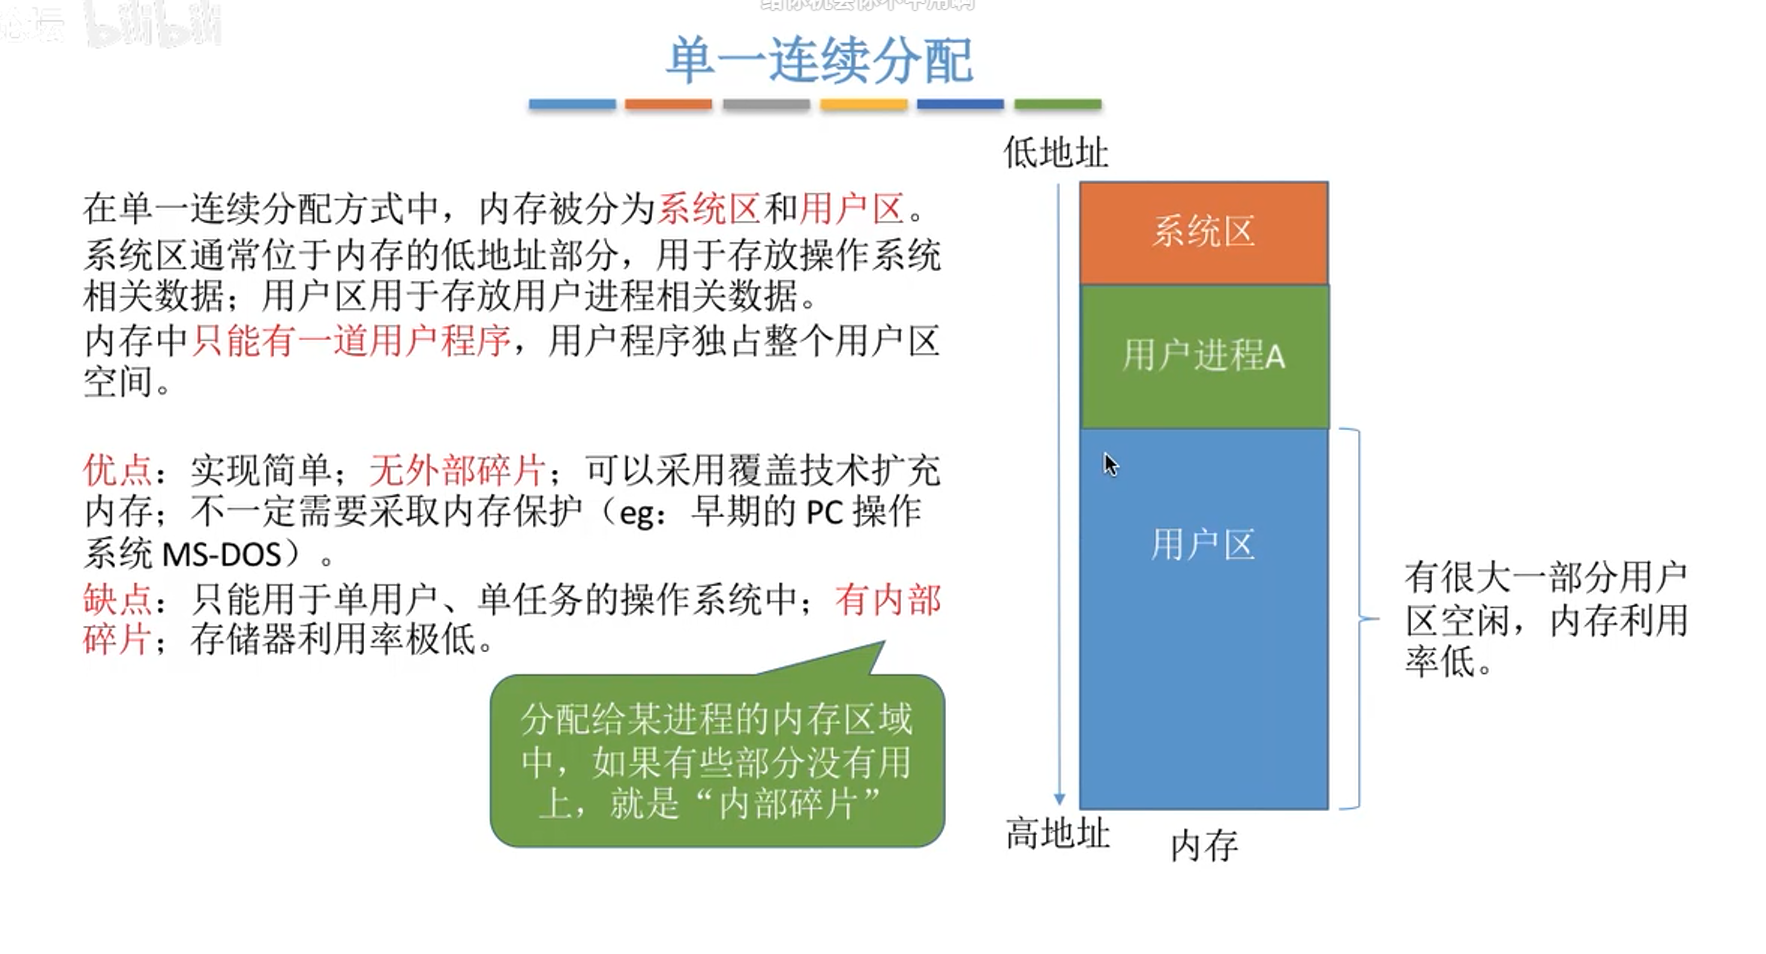 bilibili
单一连续分配
低地址
在单一连续分配方式中，内存被分为系统区和用户区。
系统区通常位于内存的低地址部分，用于存放操作系统
相关数据；用户区用于存放用户进程相关数据。
内存中只能有一道用户程序，用户程序独占整个用户区
空间。
优点：实现简单；无外部碎片；可以采用覆盖技术扩充
内存；不一定需要采取内存保护（eg：早期的 PC 操作
系统 MS-DOS）。
缺点：只能用于单用户、单任务的操作系统中；有内部
碎片；存储器利用率极低。
分配给某进程的内存区域
中，如果有些部分没有用
上，就是“内部碎片”
系统区
用户进程A
用户区
有很大一部分用户
区空闲，内存利用
率低。
高地址
内存